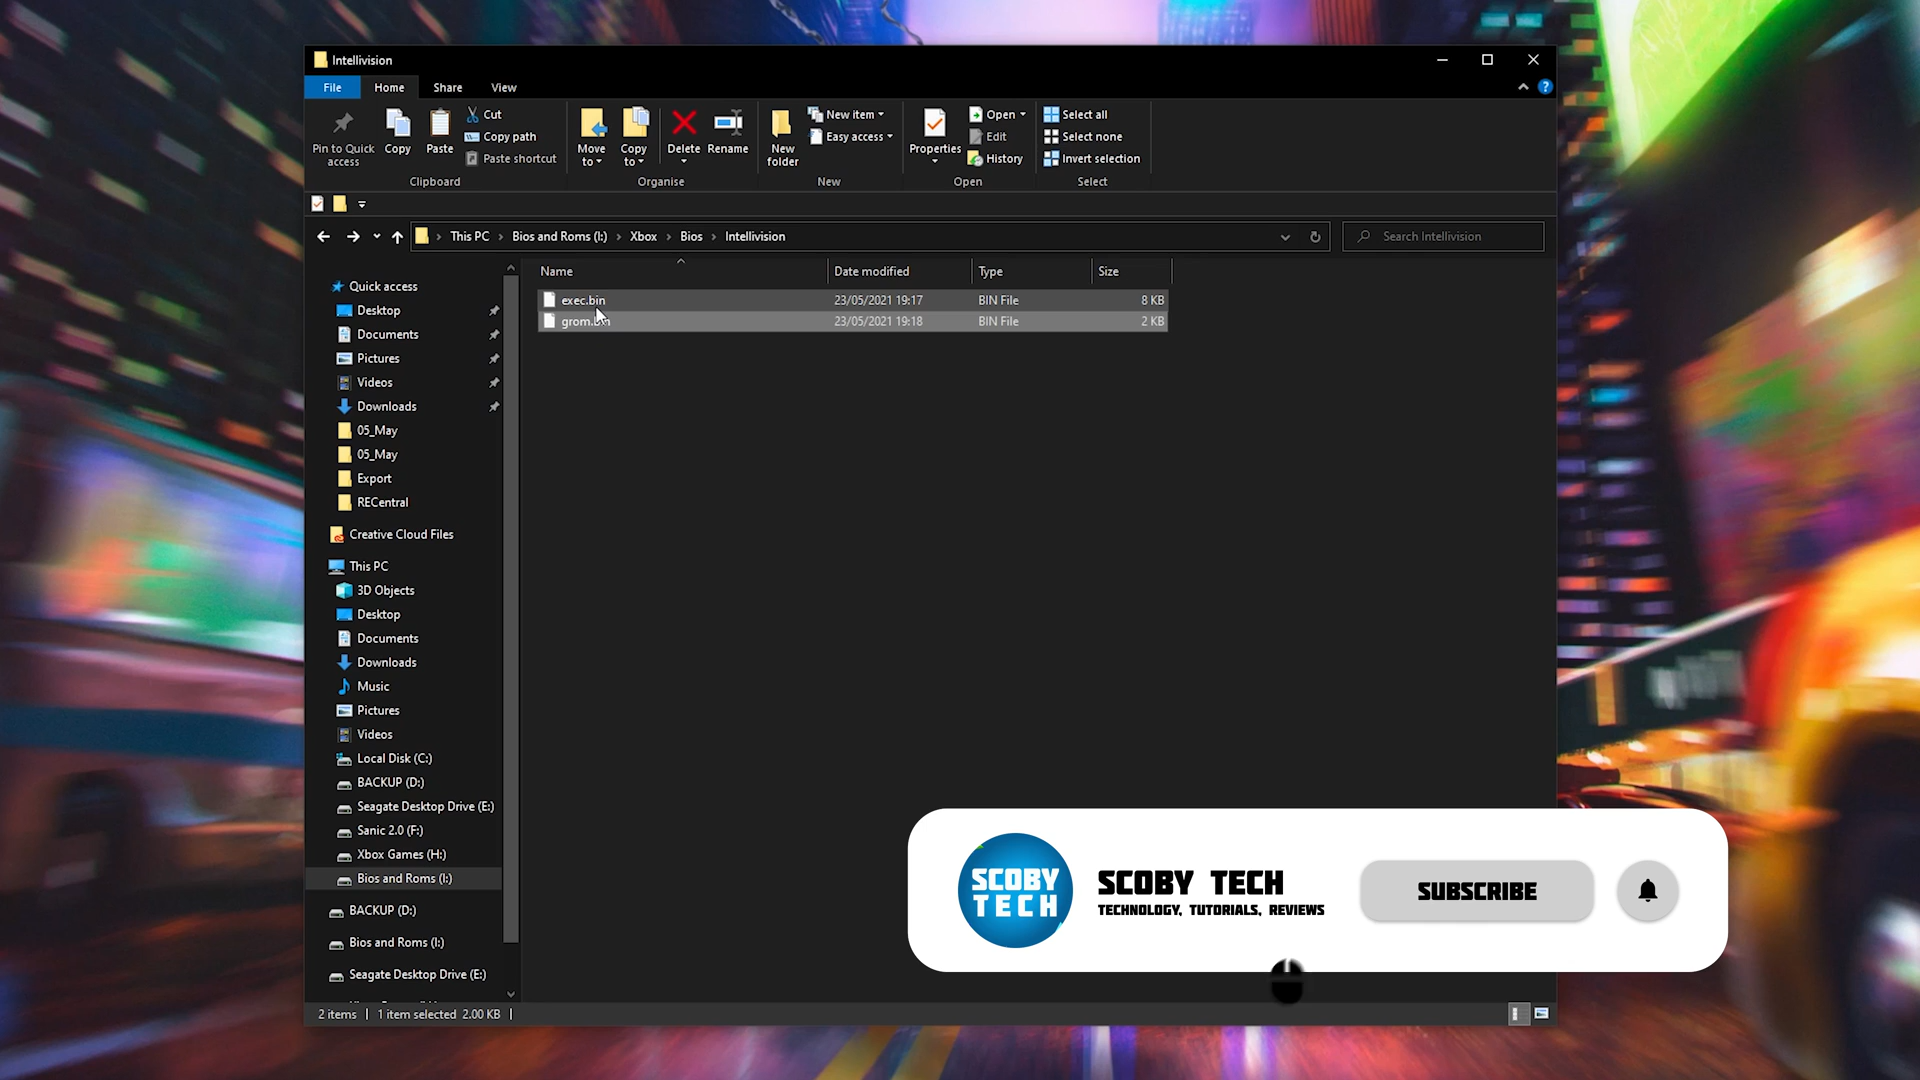 Intellivision
File Home Share View
Pin to Quick access
Copy
Paste
Cut
Copy path
Paste shortcut
Clipboard
Move to
Copy to
Delete
Rename
Organise
New folder
New item
Easy access
New
Properties
Open
Edit
History
Open
Select all
Select none
Invert selection
Select
This PC Bios and Roms (I:) Xbox Bios Intellivision
Search Intellivision
Name Date modified Type Size
exec.bin 23/05/2021 19:17 BIN File 8 KB
grom.bin 23/05/2021 19:18 BIN File 2 KB
Quick access
Desktop
Documents
Pictures
Videos
Downloads
05_May
05_May
Export
RECentral
Creative Cloud Files
This PC
3D Objects
Desktop
Documents
Downloads
Music
Pictures
Videos
Local Disk (C:)
BACKUP (D:)
Seagate Desktop Drive (E:)
Sanic 2.0 (F:)
Xbox Games (H:)
Bios and Roms (I:)
BACKUP (D:)
Bios and Roms (I:)
Seagate Desktop Drive (E:)
SCOBY
TECH
SCOBY TECH
TECHNOLOGY, TUTORIALS, REVIEWS
SUBSCRIBE
2 items 1 item selected 2.00 KB